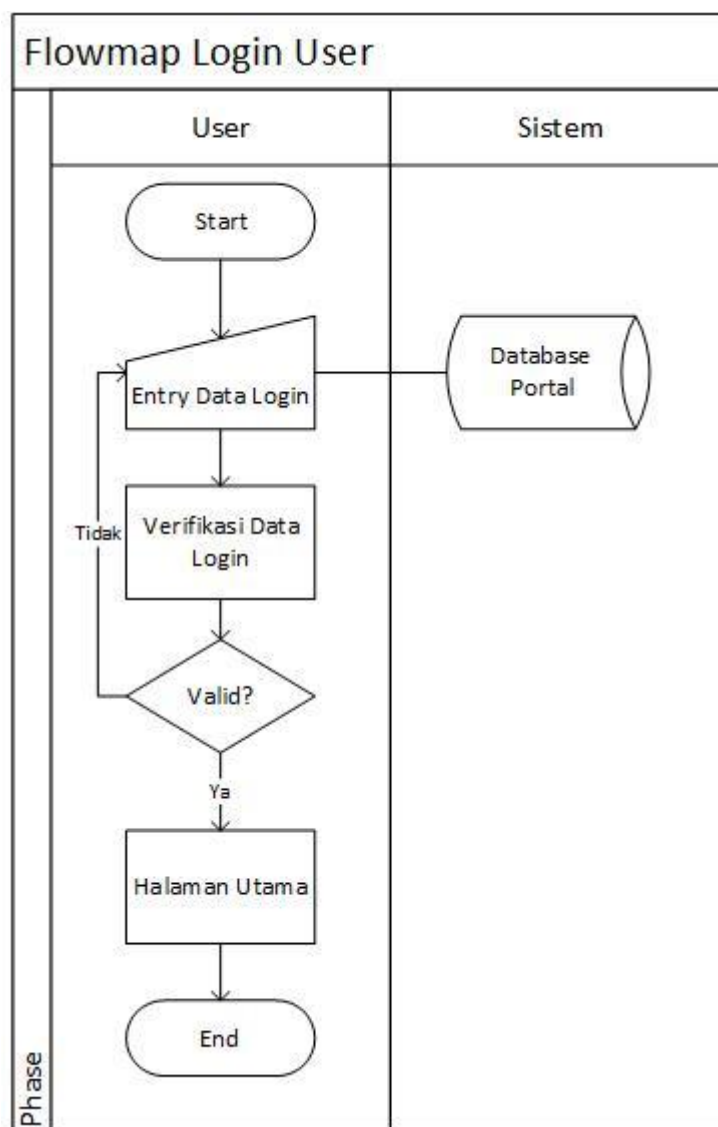 Flowmap Login User
User
Sistem
Start
Entry Data Login
Database
Portal
Verifikasi Data
Login
Tidak
Valid?
Ya
Halaman Utama
End
Phase